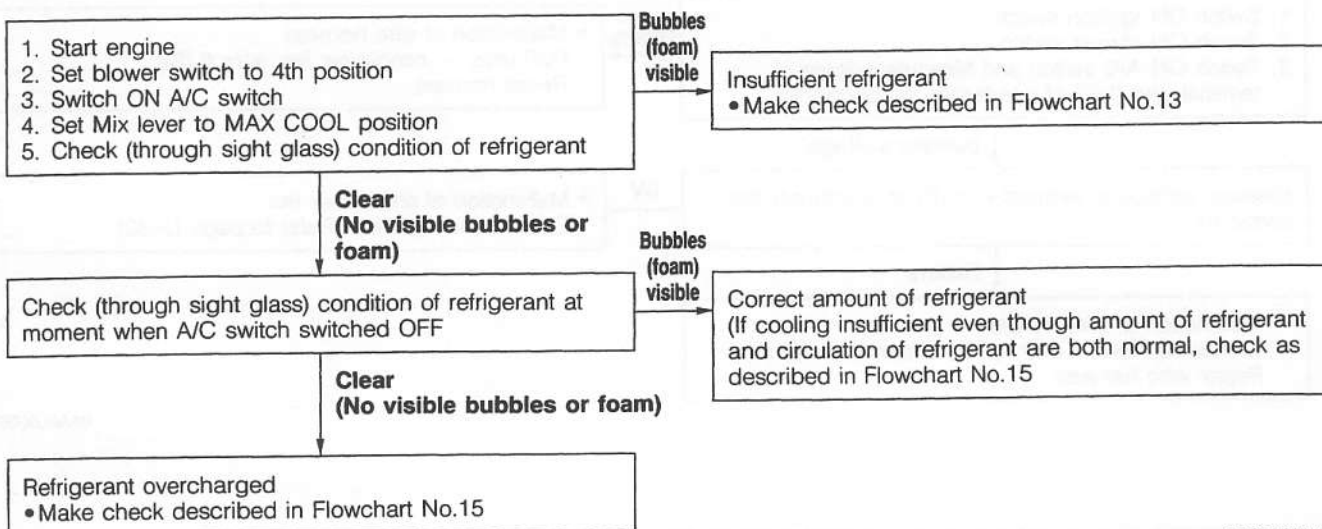 1. Start engine
2. Set blower switch to 4th position
3. Switch ON A/C switch
4. Set Mix lever to MAX COOL position
5. Check (through sight glass) condition of refrigerant
Bubbles
(foam)
visible
Insufficient refrigerant
• Make check described in Flowchart No.13
Clear
(No visible bubbles or
foam)
Check (through sight glass) condition of refrigerant at
moment when A/C switch switched OFF
Bubbles
(foam)
visible
Correct amount of refrigerant
(If cooling insufficient even though amount of refrigerant
and circulation of refrigerant are both normal, check as
described in Flowchart No.15
Clear
(No visible bubbles or foam)
Refrigerant overcharged
• Make check described in Flowchart No.15